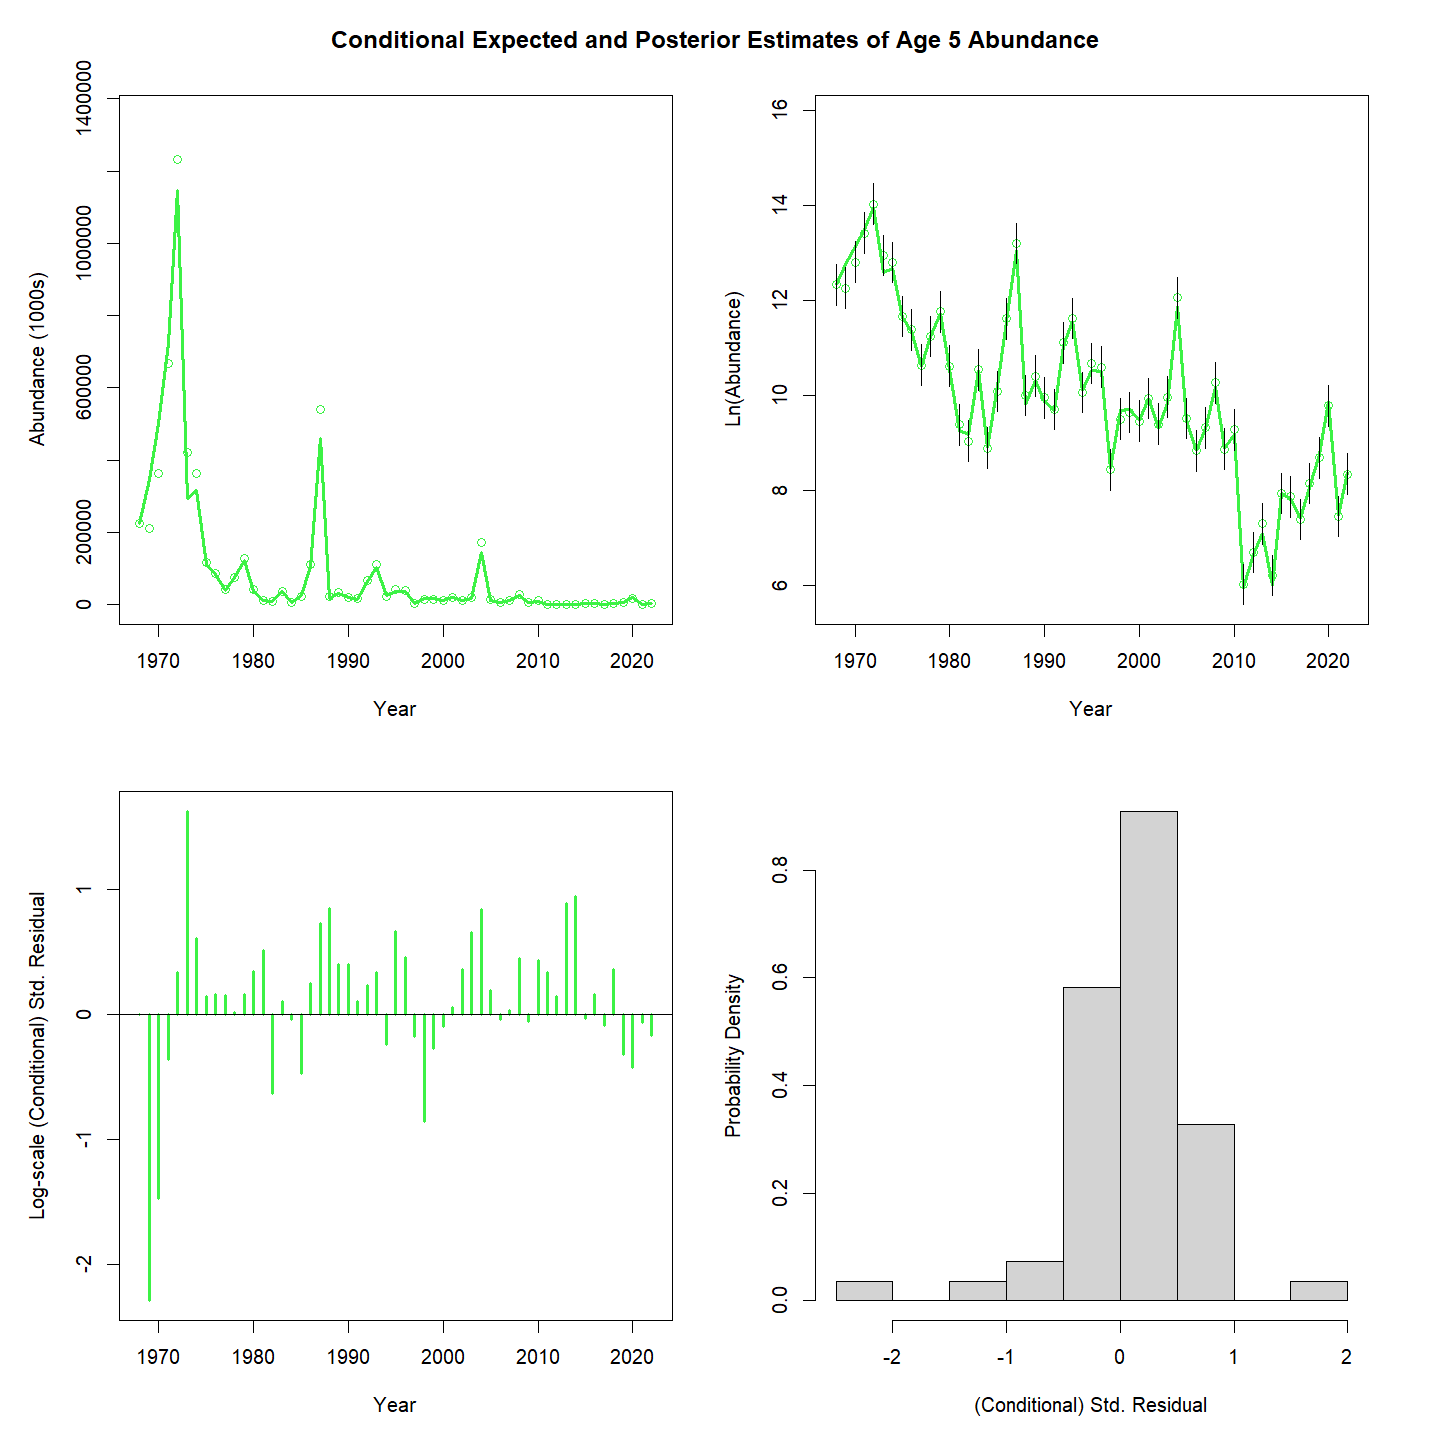 Conditional Expected and Posterior Estimates of Age 5 Abundance
Abundance (1000s)
1400000
1000000
600000
200000
0
1970 1980 1990 2000 2010 2020
Year
Ln(Abundance)
16
14
12
10
8
6
1970 1980 1990 2000 2010 2020
Year
Log-scale (Conditional) Std. Residual
1
0
-1
-2
1970 1980 1990 2000 2010 2020
Year
Probability Density
0.8
0.6
0.4
0.2
0.0
-2 -1 0 1 2
(Conditional) Std. Residual